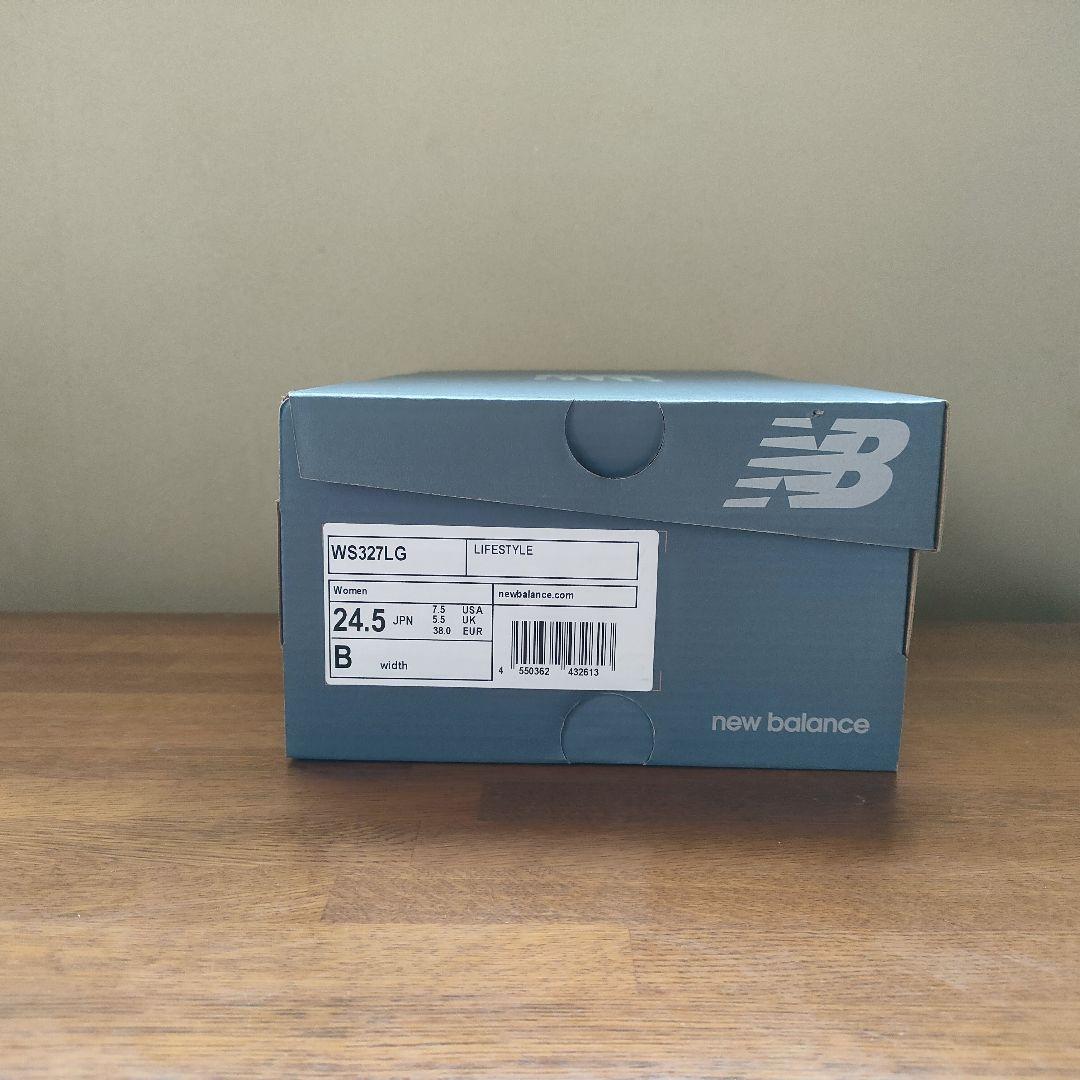 NB
WS327LG
LIFESTYLE
Women
newbalance.com
24.5 JPN
7.5 USA
5.5 UK
38.0 EUR
B width
4 550362 432613
new balance